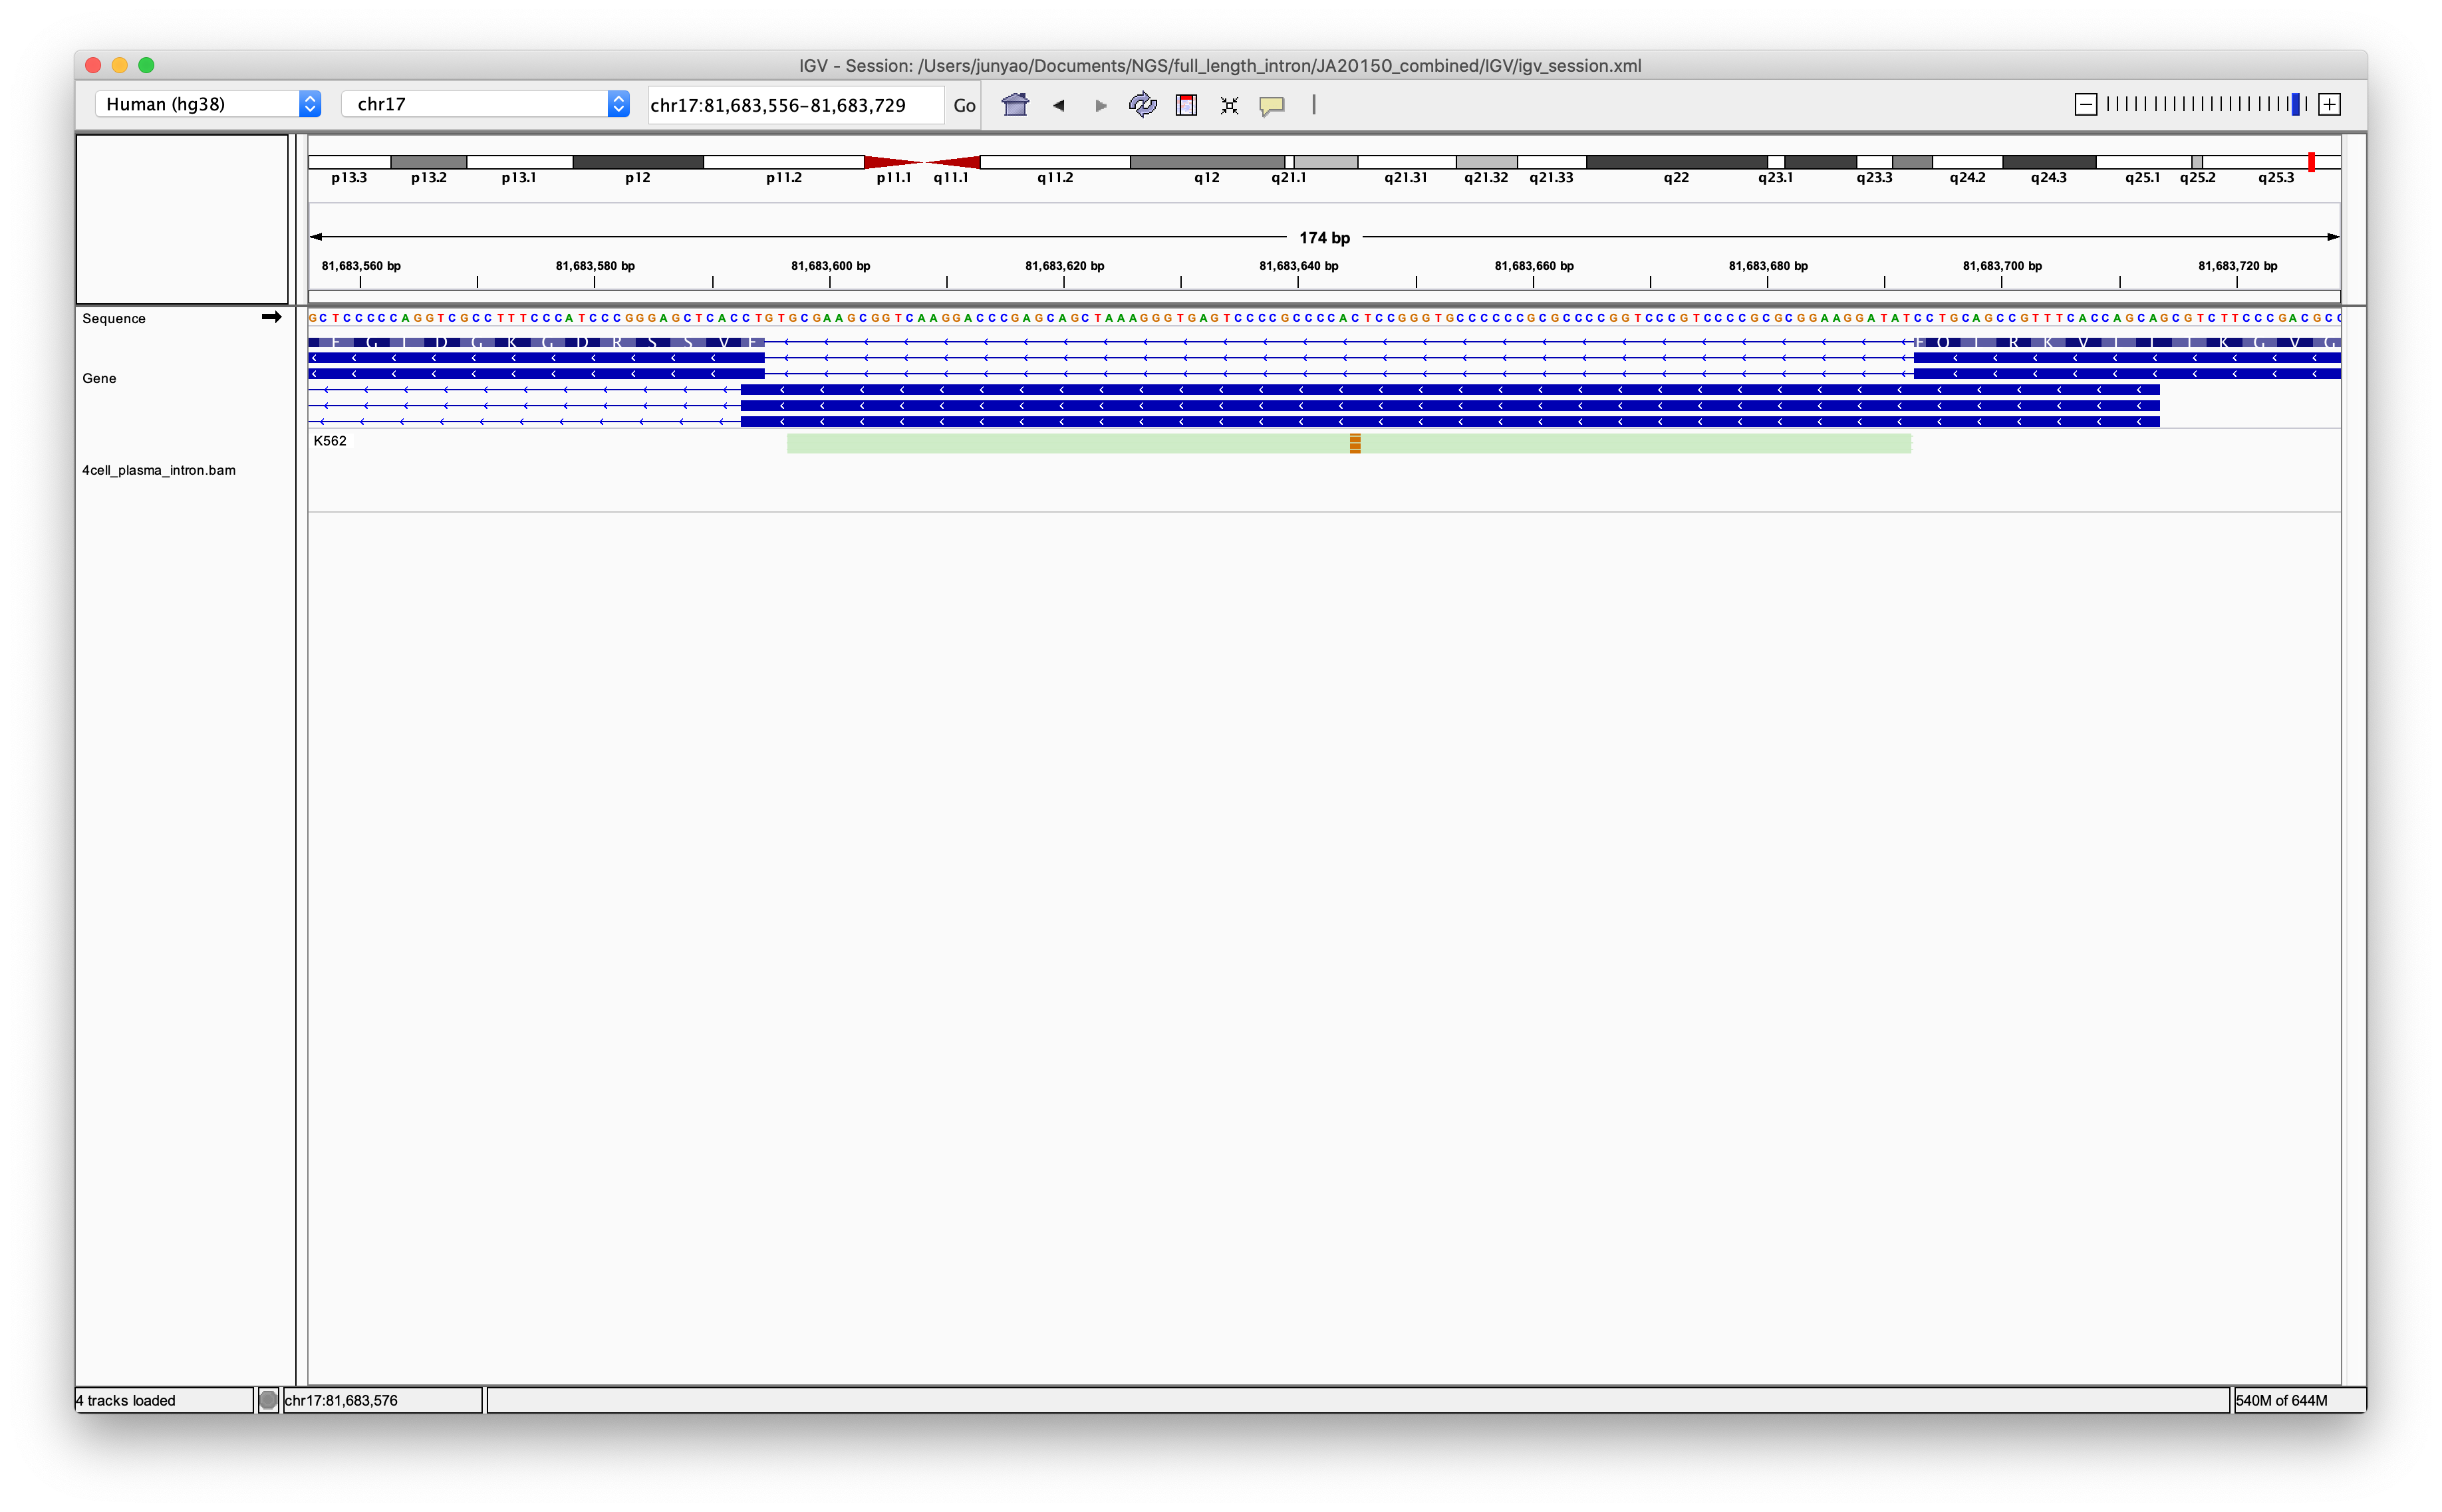 IGV - Session: /Users/junyao/Documents/NGS/full_length_intron/JA20150_combined/IGV/igv_session.xml
Human (hg38) chr17 chr17:81,683,556-81,683,729 Go
p13.3 p13.2 p13.1 p12 p11.2 p11.1 q11.1 q11.2 q12 q21.1 q21.31 q21.32 q21.33 q22 q23.1 q23.3 q24.2 q24.3 q25.1 q25.2 q25.3
174 bp
81,683,560 bp 81,683,580 bp 81,683,600 bp 81,683,620 bp 81,683,640 bp 81,683,660 bp 81,683,680 bp 81,683,700 bp 81,683,720 bp
Sequence
GCTCCCCCAGGTCGCCTTTCCCATCCCGGGAGCTCACCTGTGCGAAGCGGTCAAGGACCCGAGCAGCTAAAGGGTGAGTCCCCGCCCCACTCCGGGTGCCCCCCGCGCCCCGGTCCCGTCCCCGCGCGGAAGGATATCCTGCAGCCGTTTCACCAGCAGCGTCTTCCCGACGCC
Gene
K562
4cell_plasma_intron.bam
4 tracks loaded chr17:81,683,576 540M of 644M